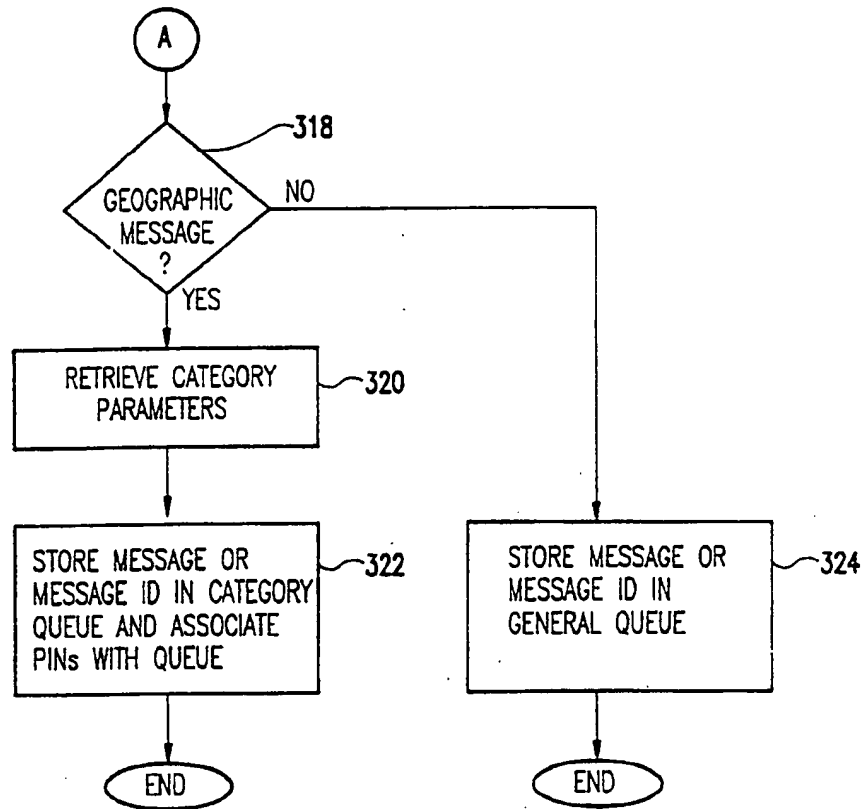 A
318
GEOGRAPHIC
MESSAGE
?
NO
YES
RETRIEVE CATEGORY
PARAMETERS
320
STORE MESSAGE OR
MESSAGE ID IN CATEGORY
QUEUE AND ASSOCIATE
PINs WITH QUEUE
322
STORE MESSAGE OR
MESSAGE ID IN
GENERAL QUEUE
324
END
END